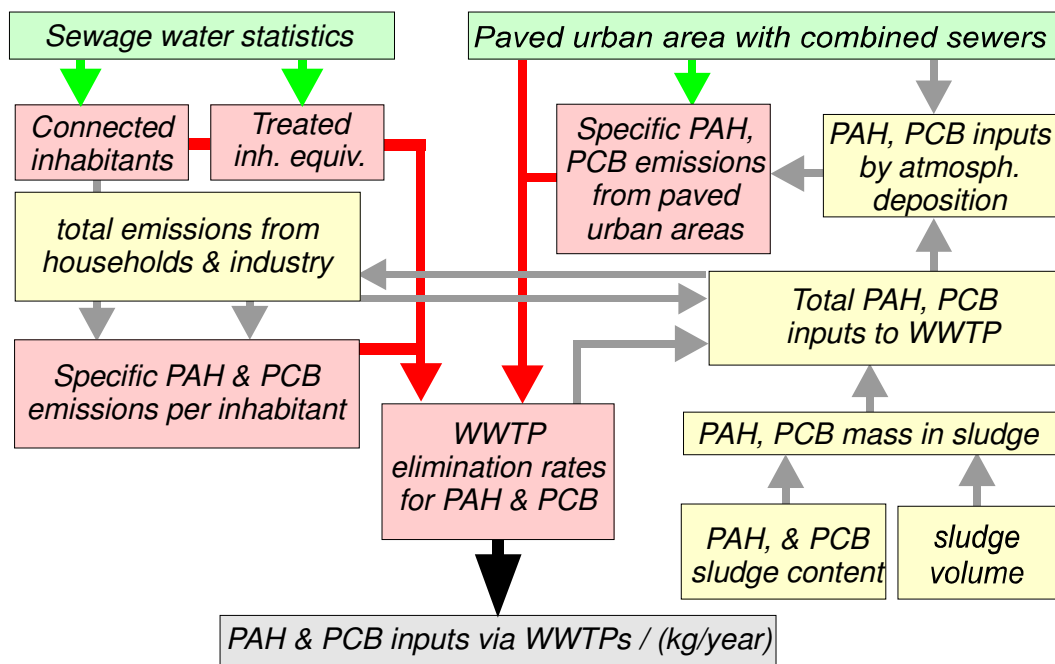 Sewage water statistics
Paved urban area with combined sewers
Connected
inhabitants
Treated
inh. equiv.
Specific PAH,
PCB emissions
from paved
urban areas
PAH, PCB inputs
by atmosph.
deposition
total emissions from
households & industry
Total PAH, PCB
inputs to WWTP
Specific PAH & PCB
emissions per inhabitant
WWTP
elimination rates
for PAH & PCB
PAH, PCB mass in sludge
PAH, & PCB
sludge content
sludge
volume
PAH & PCB inputs via WWTPs / (kg/year)